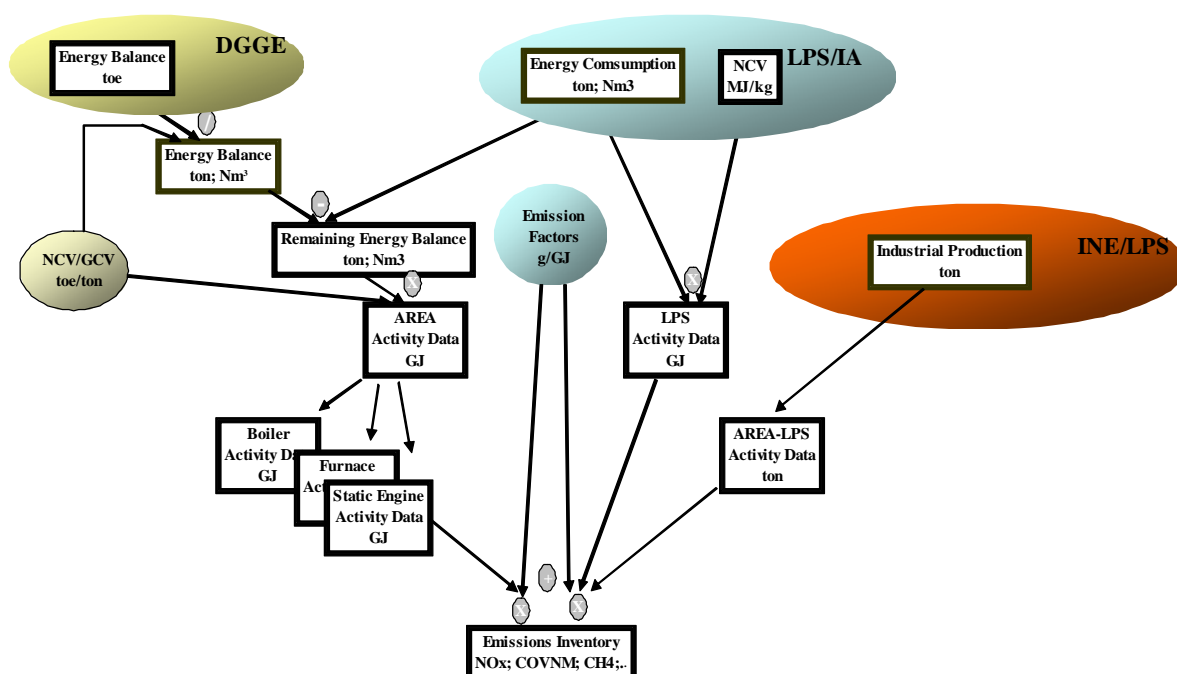 DGGE
Energy Balance
toe
LPS/IA
Energy Comsumption
ton; Nm3
NCV
MJ/kg
/
Energy Balance
ton; Nm³
-
Remaining Energy Balance
ton; Nm3
Emission
Factors
g/GJ
NCV/GCV
toe/ton
INE/LPS
Industrial Production
ton
X
X
AREA
Activity Data
GJ
LPS
Activity Data
GJ
Boiler
Activity Da
GJ
Furnace
Ac
Static Engine
Activity Data
GJ
AREA-LPS
Activity Data
ton
+
X
X
Emissions Inventory
NOx; COVNM; CH4;..